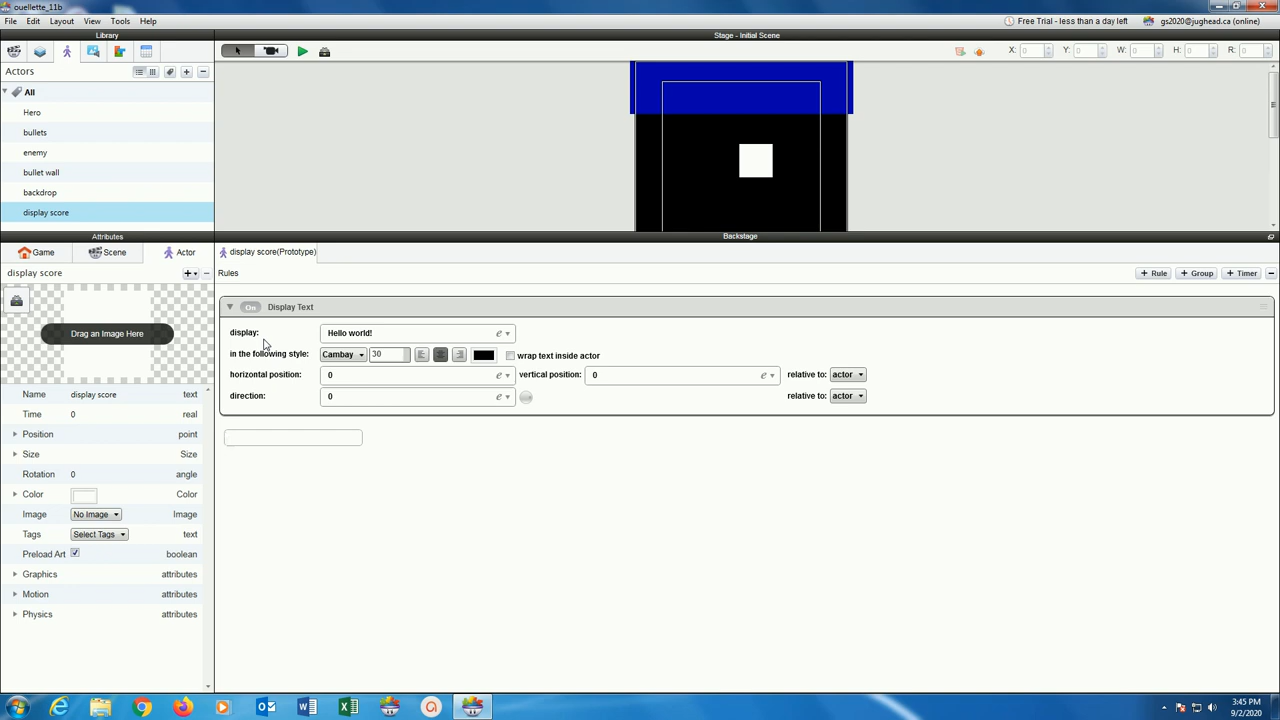 ouellette_11b
File Edit Layout View Tools Help
Free Trial - less than a day left gs2020@jughead.ca (online)
Library
Stage - Initial Scene
X: 0 Y: 0 W: 0 H: 0 R: 0
Actors
All
Hero
bullets
enemy
bullet wall
backdrop
display score
Attributes
Backstage
Game Scene Actor
display score(Prototype)
display score
Rules
+ Rule + Group + Timer
Drag an Image Here
On Display Text
display: Hello world! e
in the following style: Cambay 30 wrap text inside actor
horizontal position: 0 e vertical position: 0 e relative to: actor
direction: 0 e relative to: actor
Name display score text
Time 0 real
Position point
Size Size
Rotation 0 angle
Color Color
Image No Image Image
Tags Select Tags text
Preload Art boolean
Graphics attributes
Motion attributes
Physics attributes
3:45 PM
9/2/2020